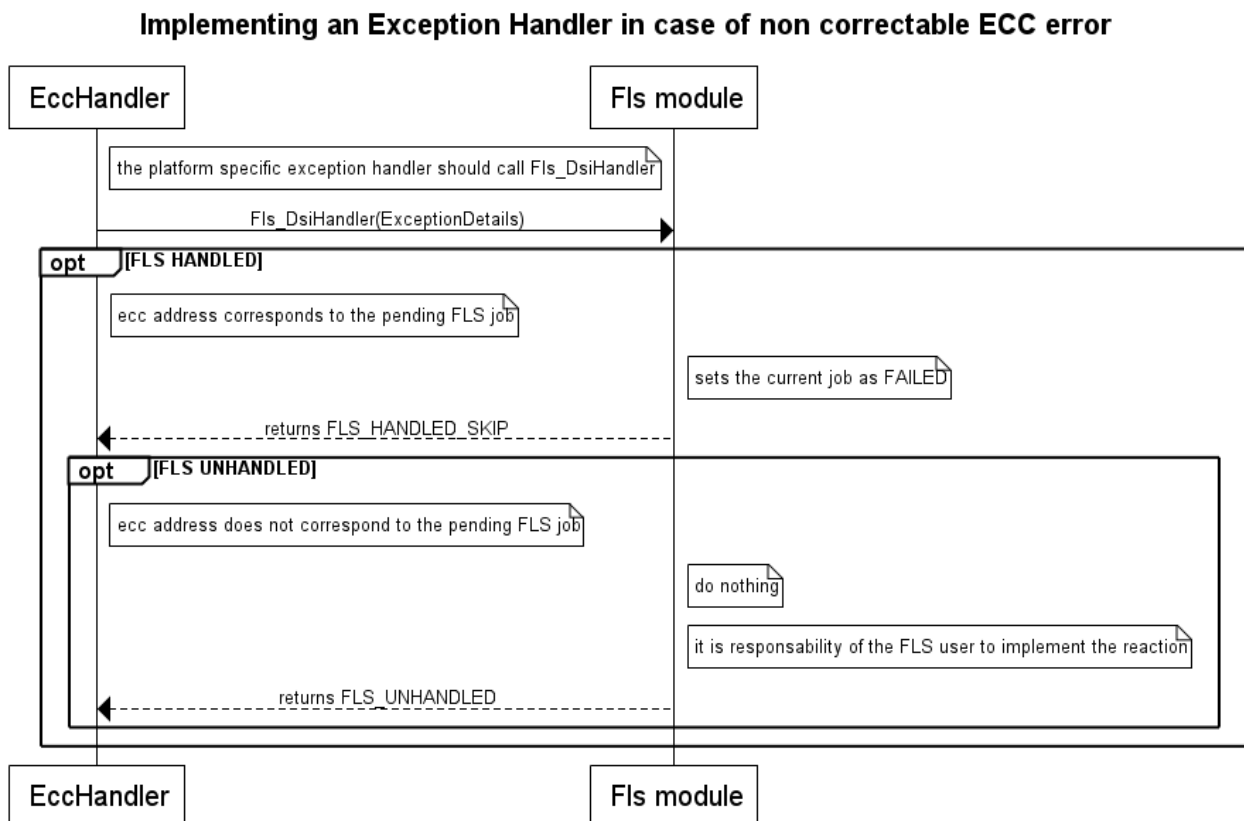 Implementing an Exception Handler in case of non correctable ECC error
EccHandler
Fls module
the platform specific exception handler should call Fls_DsiHandler
Fls_DsiHandler(ExceptionDetails)
opt [FLS HANDLED]
ecc address corresponds to the pending FLS job
sets the current job as FAILED
returns FLS_HANDLED_SKIP
opt [FLS UNHANDLED]
ecc address does not correspond to the pending FLS job
do nothing
it is responsability of the FLS user to implement the reaction
returns FLS_UNHANDLED
EccHandler
Fls module